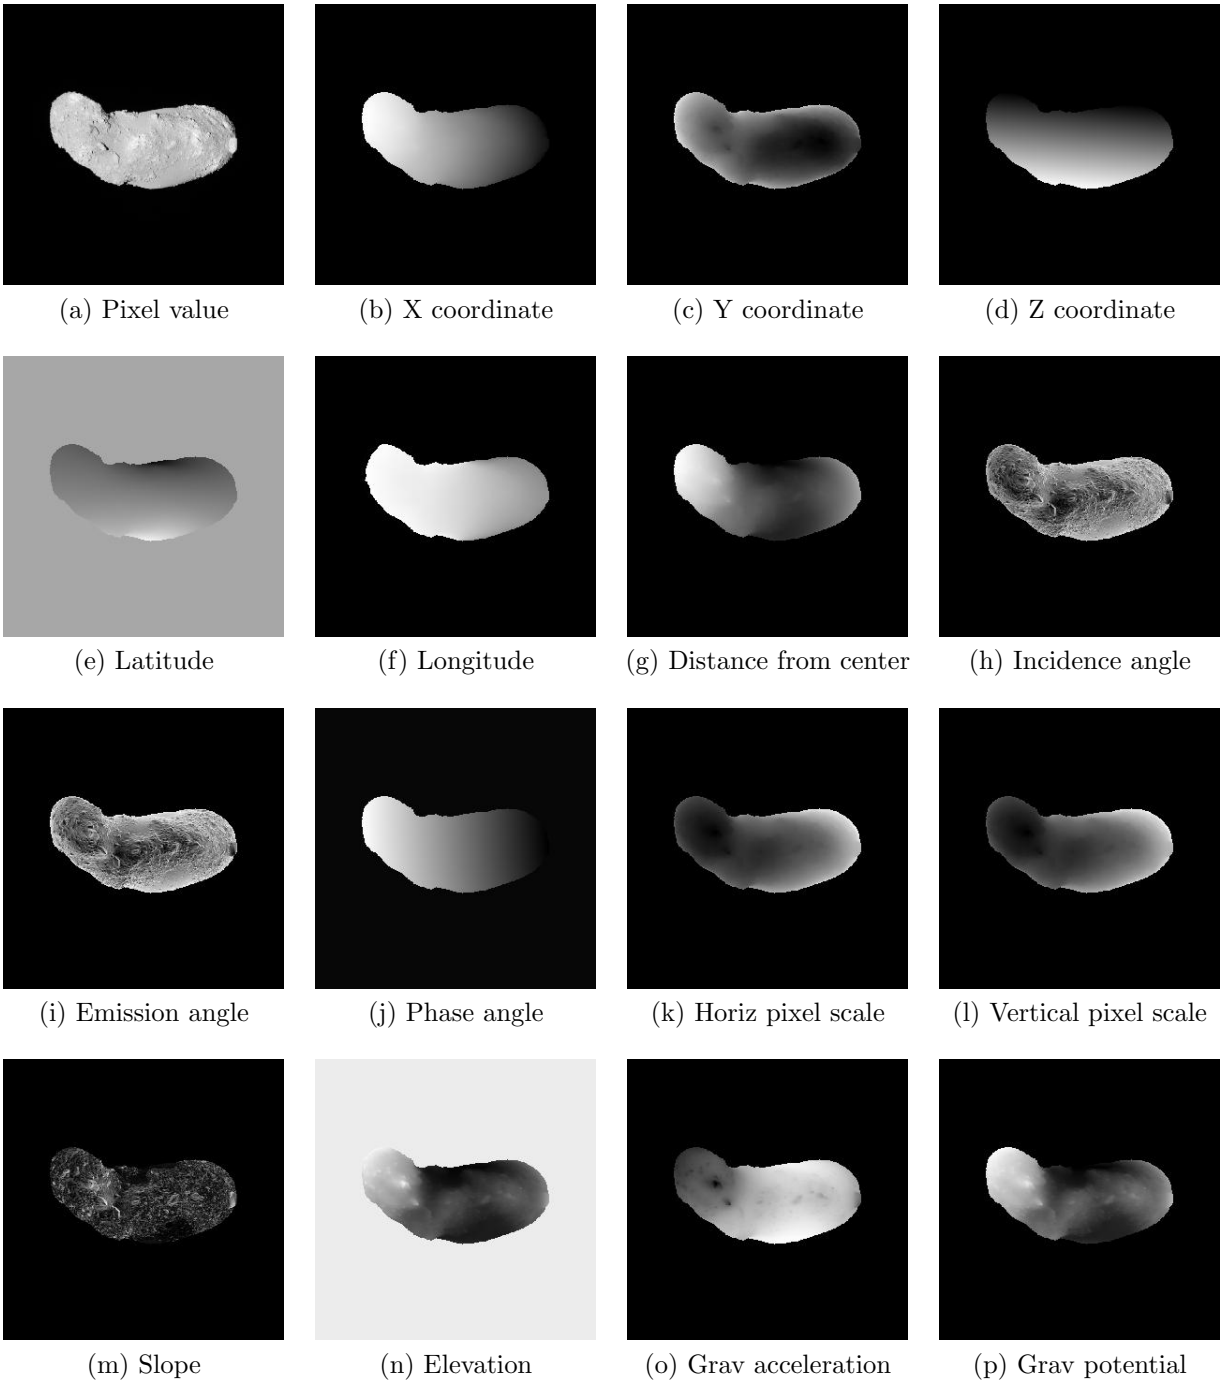 (a) Pixel value
(b) X coordinate
(c) Y coordinate
(d) Z coordinate
(e) Latitude
(f) Longitude
(g) Distance from center
(h) Incidence angle
(i) Emission angle
(j) Phase angle
(k) Horiz pixel scale
(l) Vertical pixel scale
(m) Slope
(n) Elevation
(o) Grav acceleration
(p) Grav potential